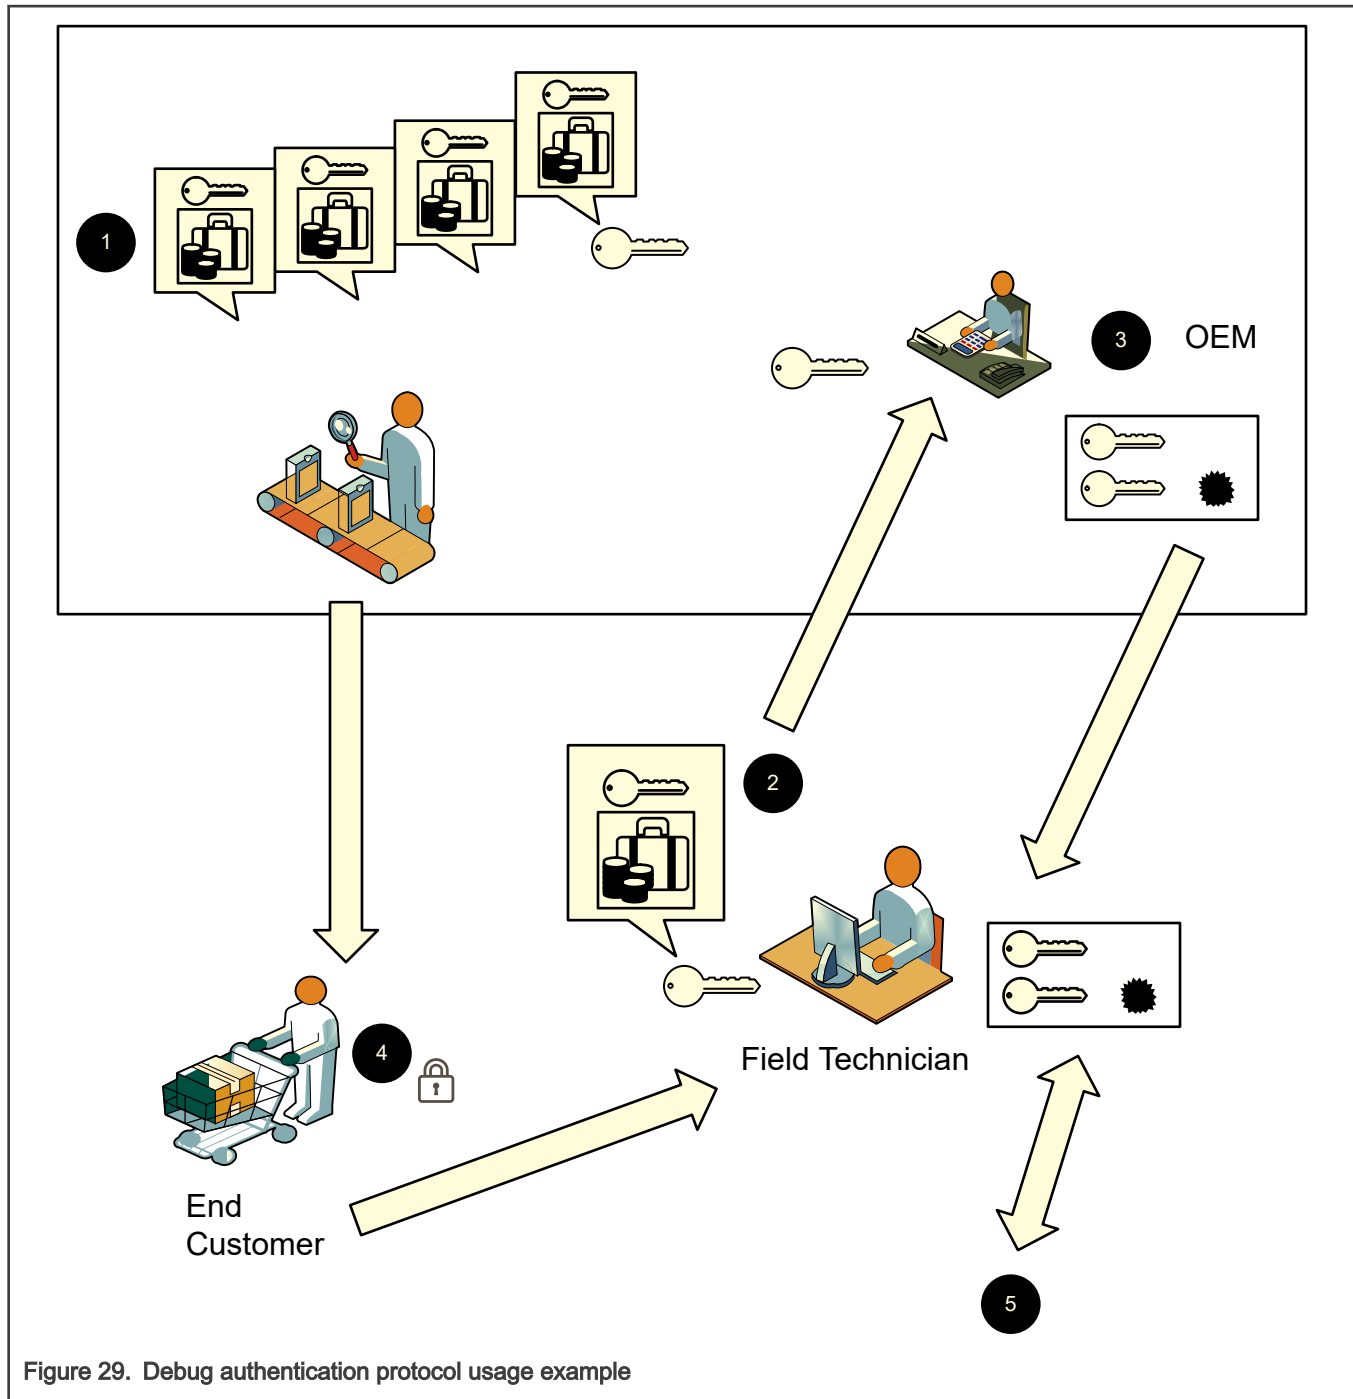 1
3
OEM
2
Field Technician
4
End
Customer
5
Figure 29. Debug authentication protocol usage example